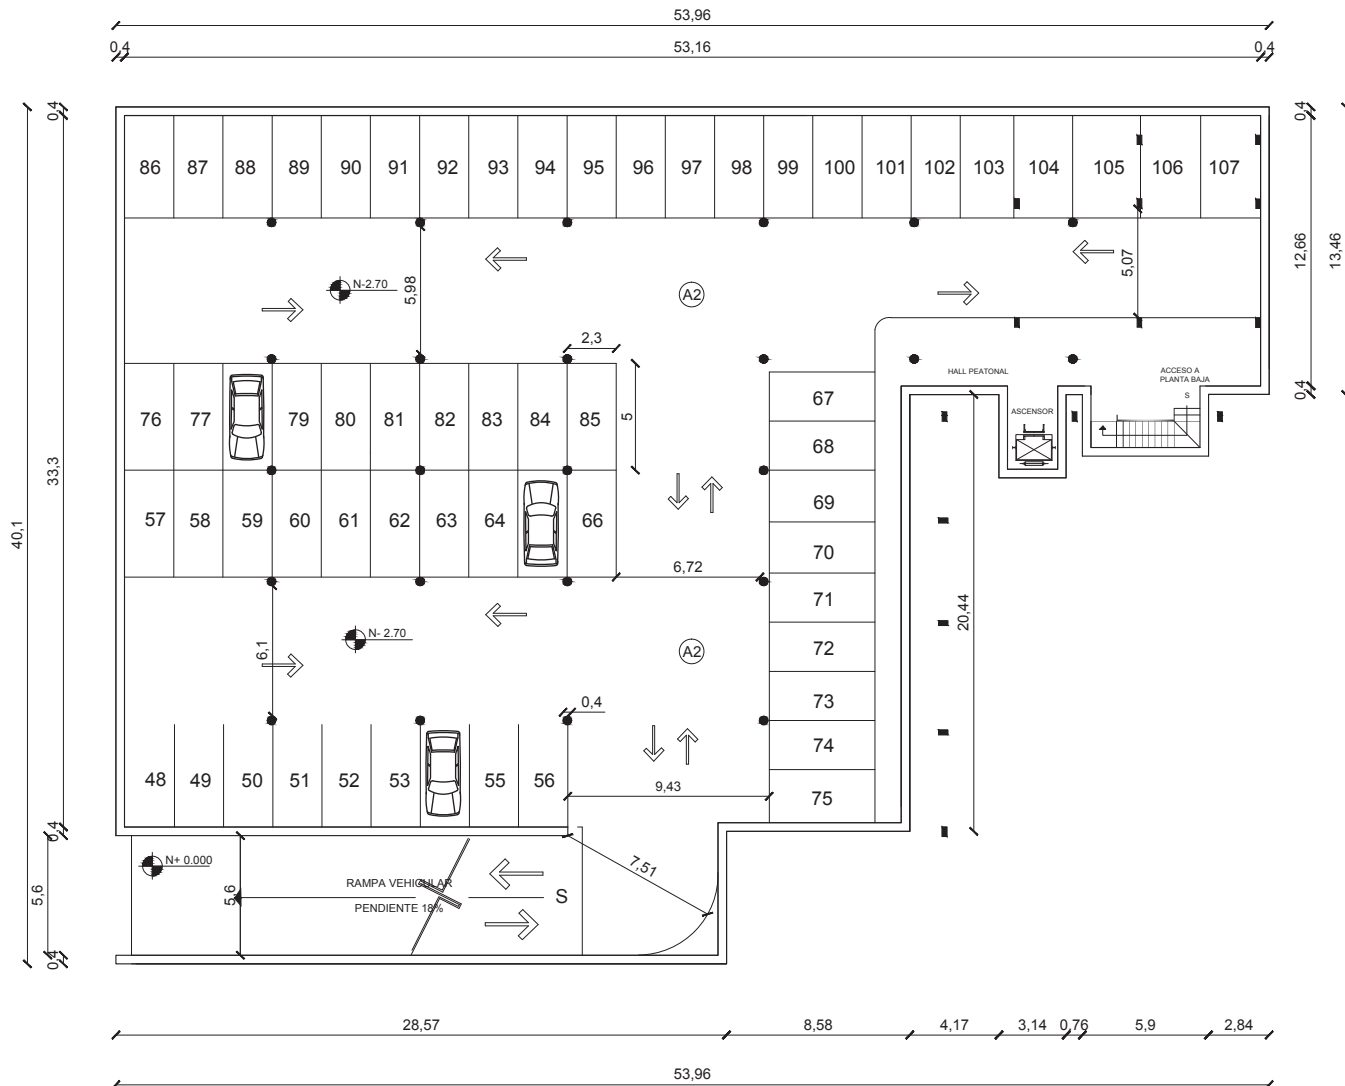 53,96
0,4 53,16 0,4
0,4 0,4
86 87 88 89 90 91 92 93 94 95 96 97 98 99 100 101 102 103 104 105 106 107
12,66 13,46
5,98 5,07
N-2.70
A2
2,3
HALL PEATONAL
ACCESO A
PLANTA BAJA
S
0,4
67
76 77 79 80 81 82 83 84 85 5
ASCENSOR
68
33,3
69
57 58 59 60 61 62 63 64 66
40,1
70
6,72
71
20,44
N- 2.70
6,1
A2
72
73
0,4
74
48 49 50 51 52 53 55 56
9,43
75
0,4
N+ 0.000
7,51
5,6 5,6
RAMPA VEHICULAR
S
PENDIENTE 18%
0,4
28,57 8,58 4,17 3,14 0,76 5,9 2,84
53,96